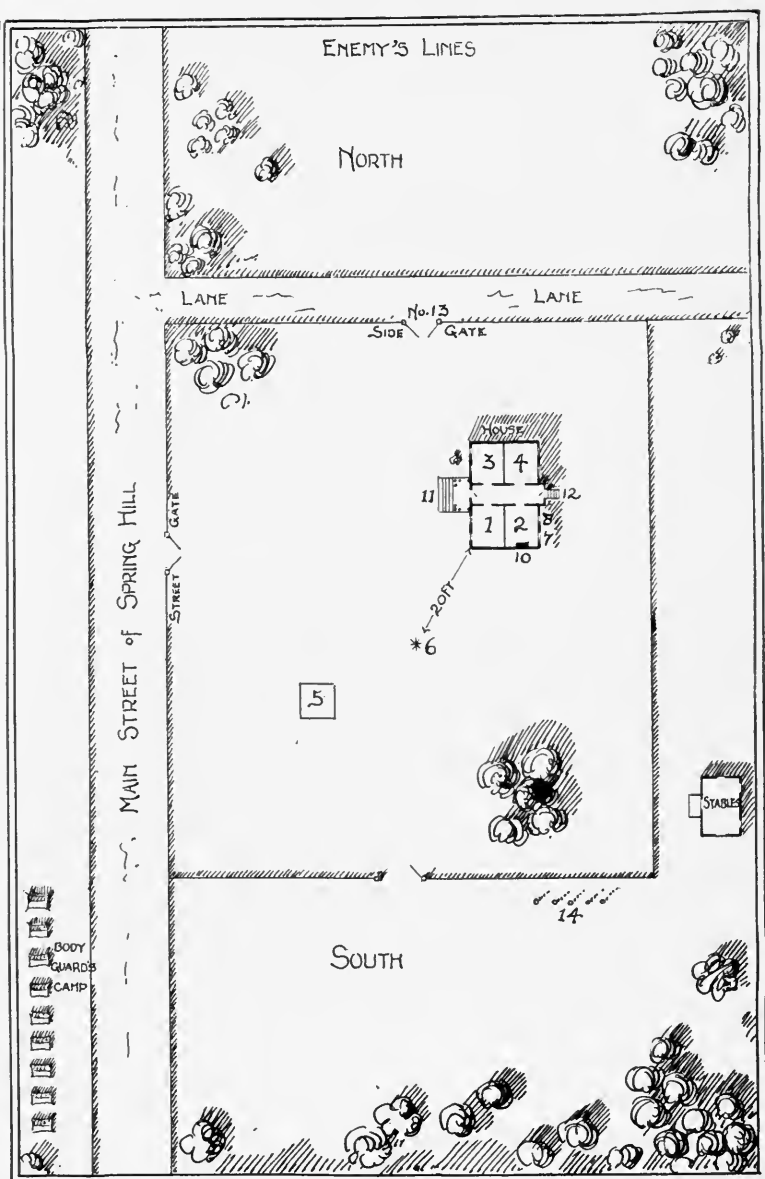 ENEMY'S LINES
NORTH
LANE
LANE
No. 13
SIDE GATE
HOUSE
3 4
11
12
1 2
8
7
10
GATE
STREET
20ft
6
5
MAIN STREET of SPRING HILL
STABLES
14
BODY
GUARD'S
CAMP
SOUTH